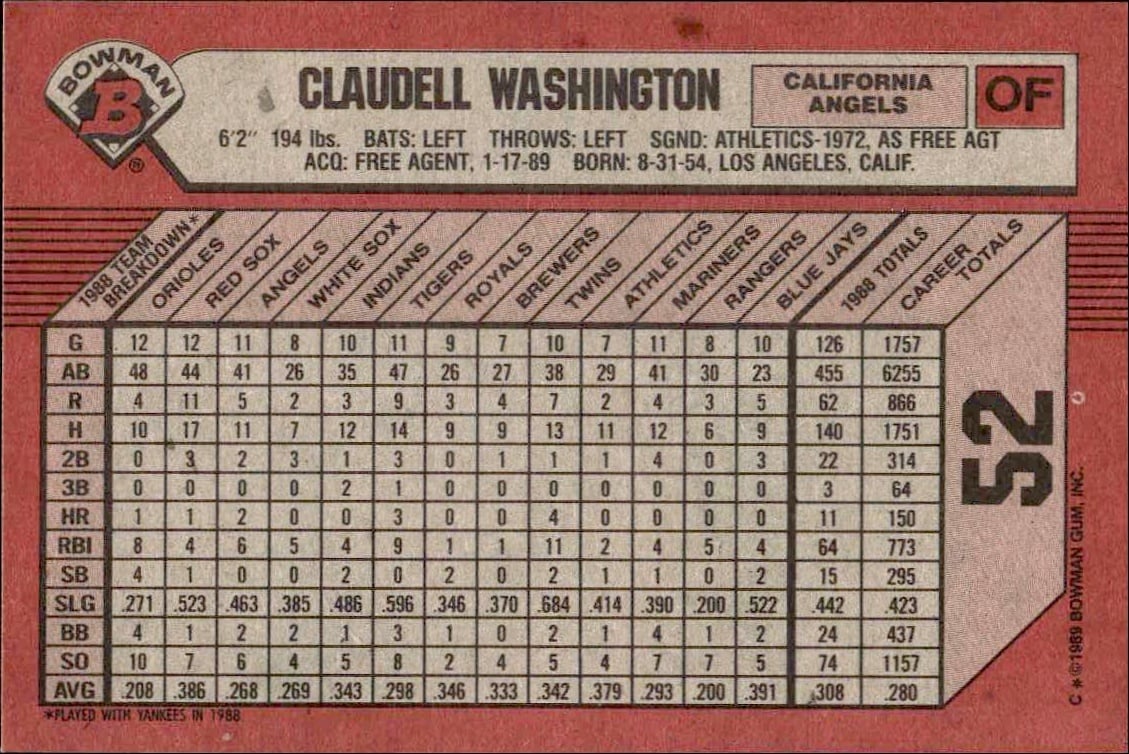 BOWMAN
B
®
CLAUDELL WASHINGTON
CALIFORNIA
ANGELS
OF
6'2" 194 lbs. BATS: LEFT THROWS: LEFT SGND: ATHLETICS-1972, AS FREE AGT
ACQ: FREE AGENT, 1-17-89 BORN: 8-31-54, LOS ANGELES, CALIF.
1988 TEAM
BREAKDOWN*
ORIOLES
RED SOX
ANGELS
WHITE SOX
INDIANS
TIGERS
ROYALS
BREWERS
TWINS
ATHLETICS
MARINERS
RANGERS
BLUE JAYS
1988 TOTALS
CAREER
TOTALS
G 12 12 11 8 10 11 9 7 10 7 11 8 10 126 1757
AB 48 44 41 26 35 47 26 27 38 29 41 30 23 455 6255
R 4 11 5 2 3 9 3 4 7 2 4 3 5 62 866
H 10 17 11 7 12 14 9 9 13 11 12 6 9 140 1751
2B 0 3 2 3 1 3 0 1 1 1 4 0 3 22 314
3B 0 0 0 0 2 1 0 0 0 0 0 0 0 3 64
HR 1 1 2 0 0 3 0 0 4 0 0 0 0 11 150
RBI 8 4 6 5 4 9 1 1 11 2 4 5 4 64 773
SB 4 1 0 0 2 0 2 0 2 1 1 0 2 15 295
SLG .271 .523 .463 .385 .486 .596 .346 .370 .684 .414 .390 .200 .522 .442 .423
BB 4 1 2 2 1 3 1 0 2 1 4 1 2 24 437
SO 10 7 6 4 5 8 2 4 5 4 7 7 5 74 1157
AVG .208 .386 .268 .269 .343 .298 .346 .333 .342 .379 .293 .200 .391 .308 .280
*PLAYED WITH YANKEES IN 1988
52
C * © 1989 BOWMAN GUM, INC.